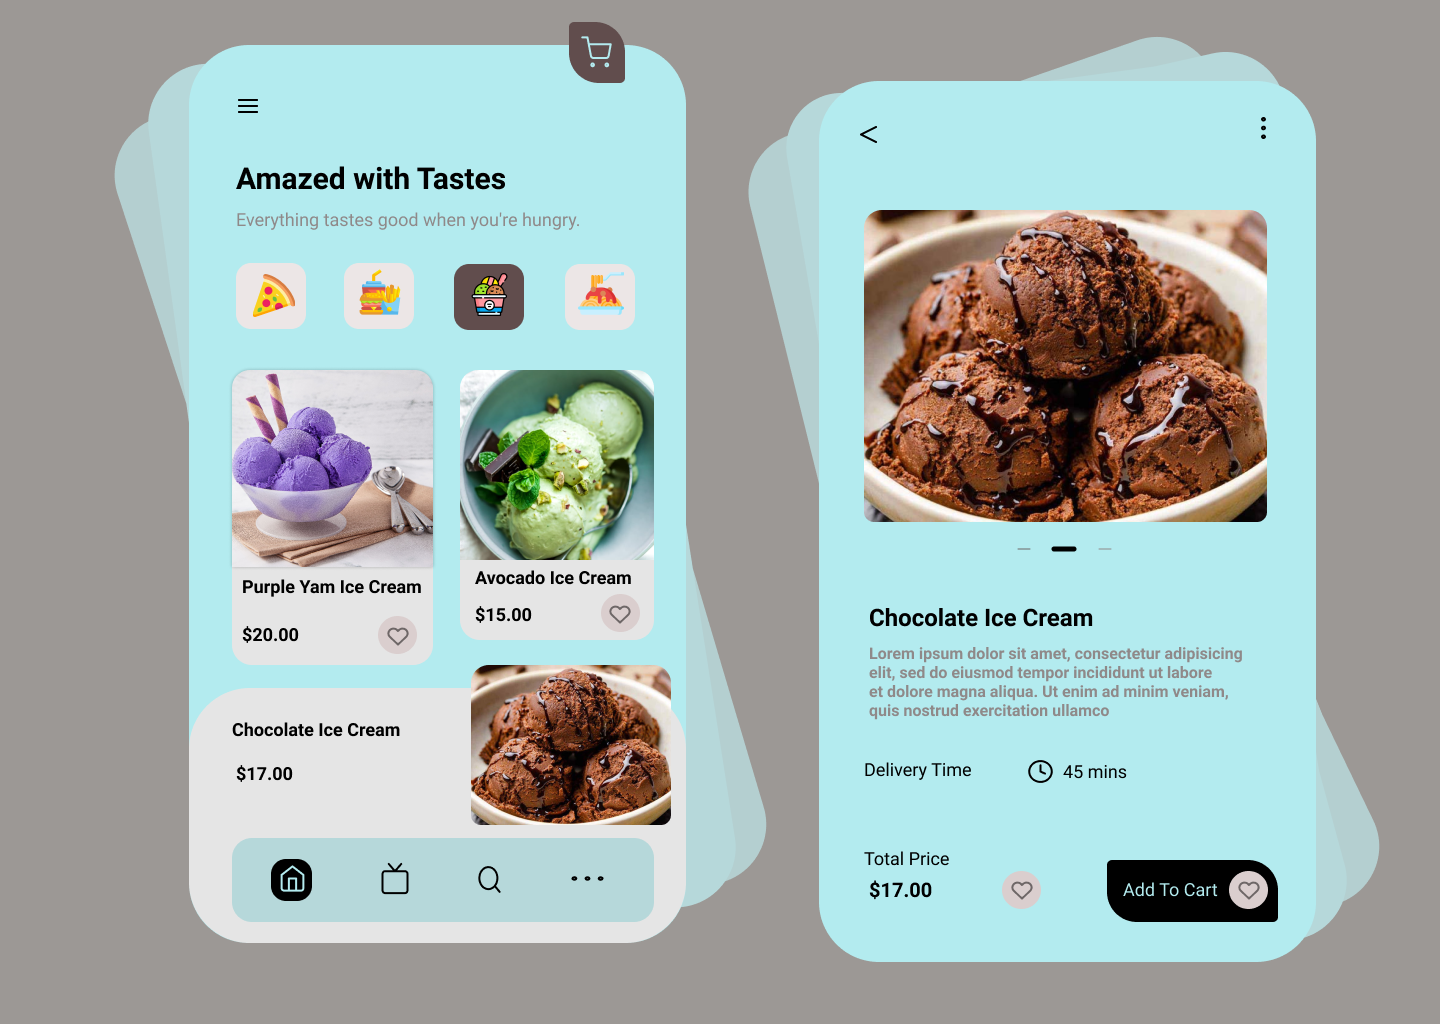 Amazed with Tastes
Everything tastes good when you're hungry.
Purple Yam Ice Cream
$20.00
Avocado Ice Cream
$15.00
Chocolate Ice Cream
$17.00
<
Chocolate Ice Cream
Lorem ipsum dolor sit amet, consectetur adipisicing
elit, sed do eiusmod tempor incididunt ut labore
et dolore magna aliqua. Ut enim ad minim veniam,
quis nostrud exercitation ullamco
Delivery Time
45 mins
Total Price
$17.00
Add To Cart